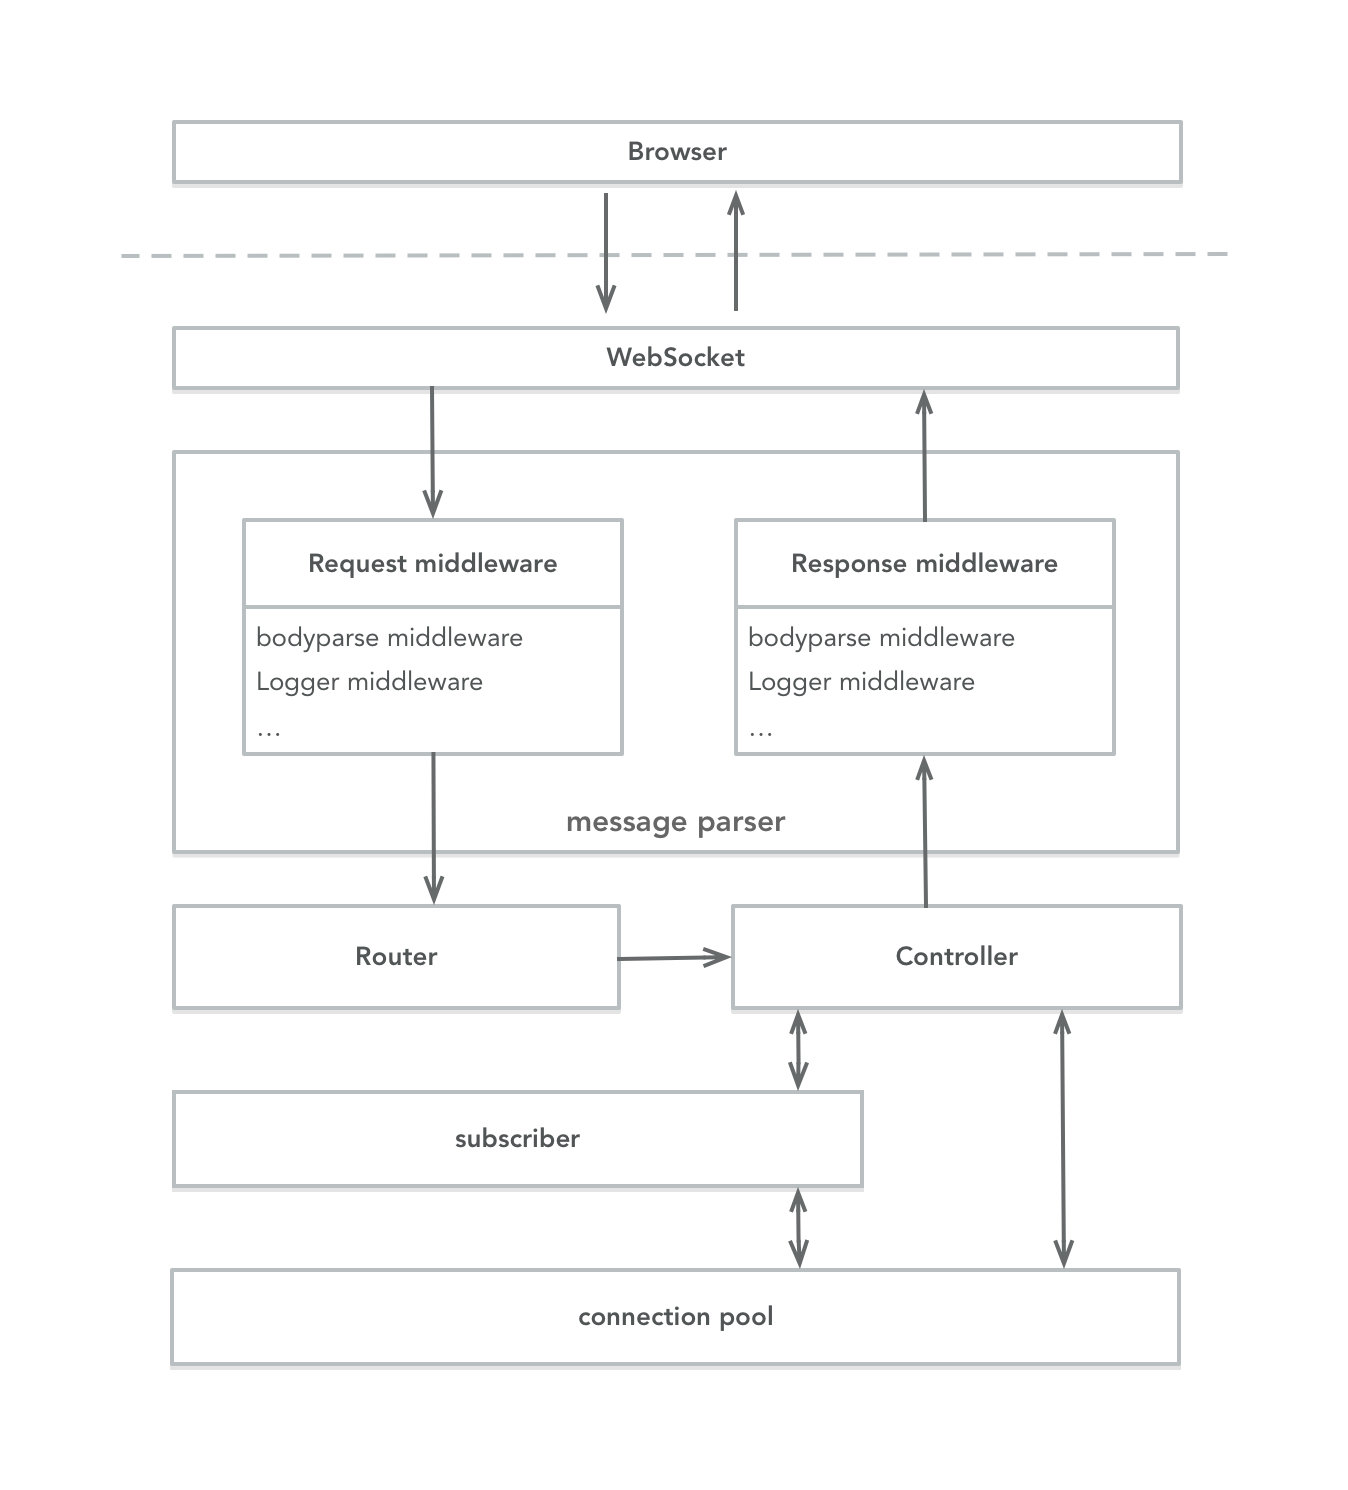 Browser
WebSocket
Request middleware
bodyparse middleware
Logger middleware
...
Response middleware
bodyparse middleware
Logger middleware
...
message parser
Router
Controller
subscriber
connection pool